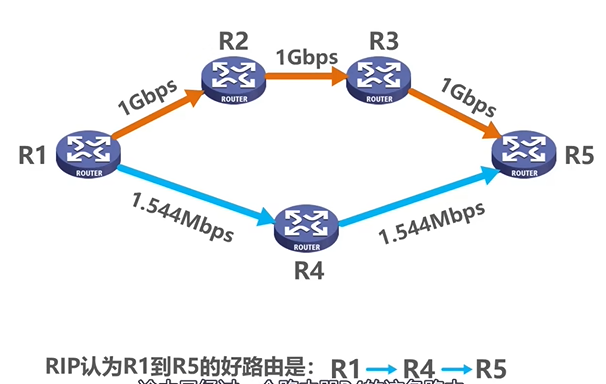 R2
R3
1Gbps
ROUTER
ROUTER
1Gbps
1Gbps
R1
ROUTER
ROUTER
R5
1.544Mbps
1.544Mbps
ROUTER
R4
RIP认为R1到R5的好路由是： R1 R4 R5